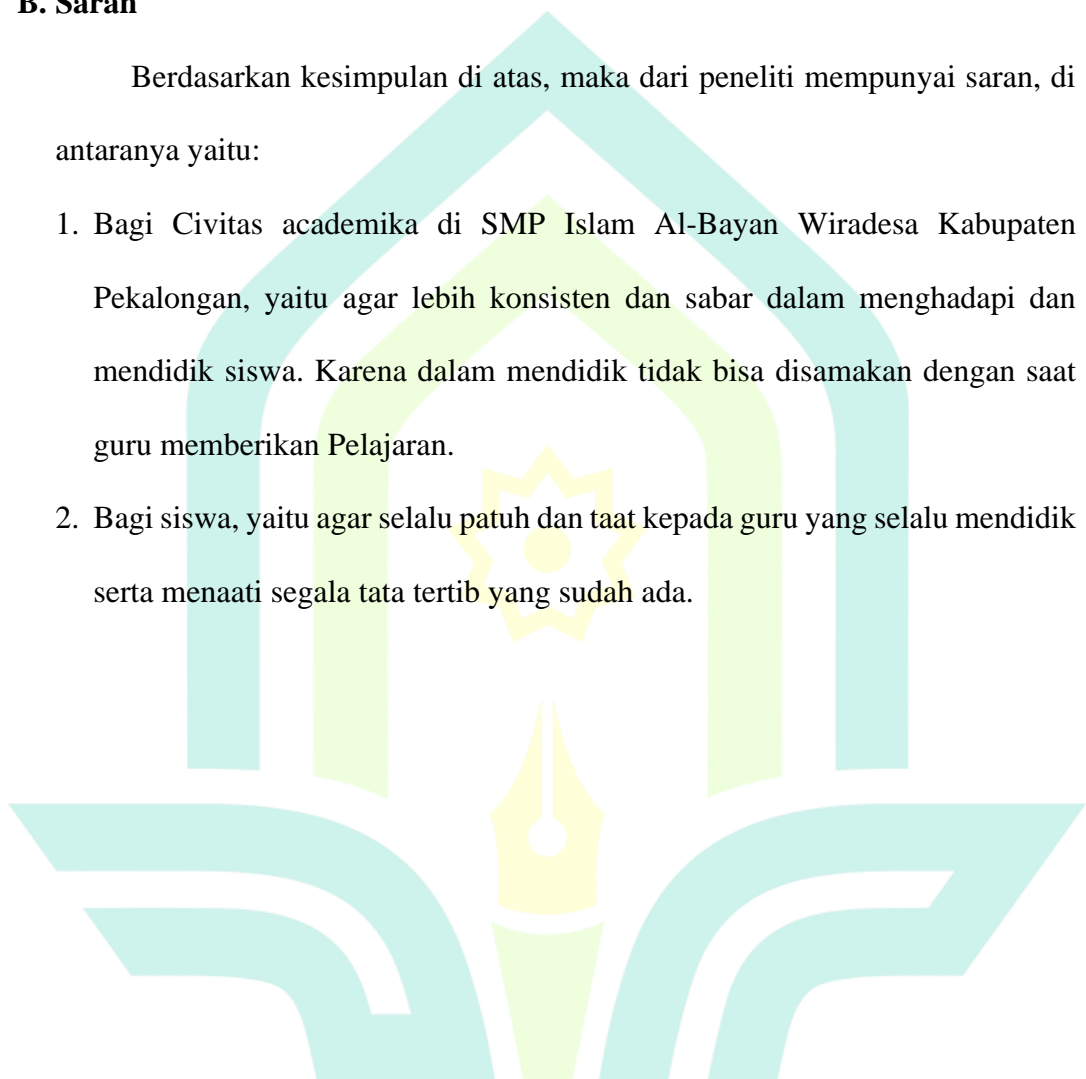 B. Saran
Berdasarkan kesimpulan di atas, maka dari peneliti mempunyai saran, di
antaranya yaitu:
1. Bagi Civitas academika di SMP Islam Al-Bayan Wiradesa Kabupaten
Pekalongan, yaitu agar lebih konsisten dan sabar dalam menghadapi dan
mendidik siswa. Karena dalam mendidik tidak bisa disamakan dengan saat
guru memberikan Pelajaran.
2. Bagi siswa, yaitu agar selalu patuh dan taat kepada guru yang selalu mendidik
serta menaati segala tata tertib yang sudah ada.